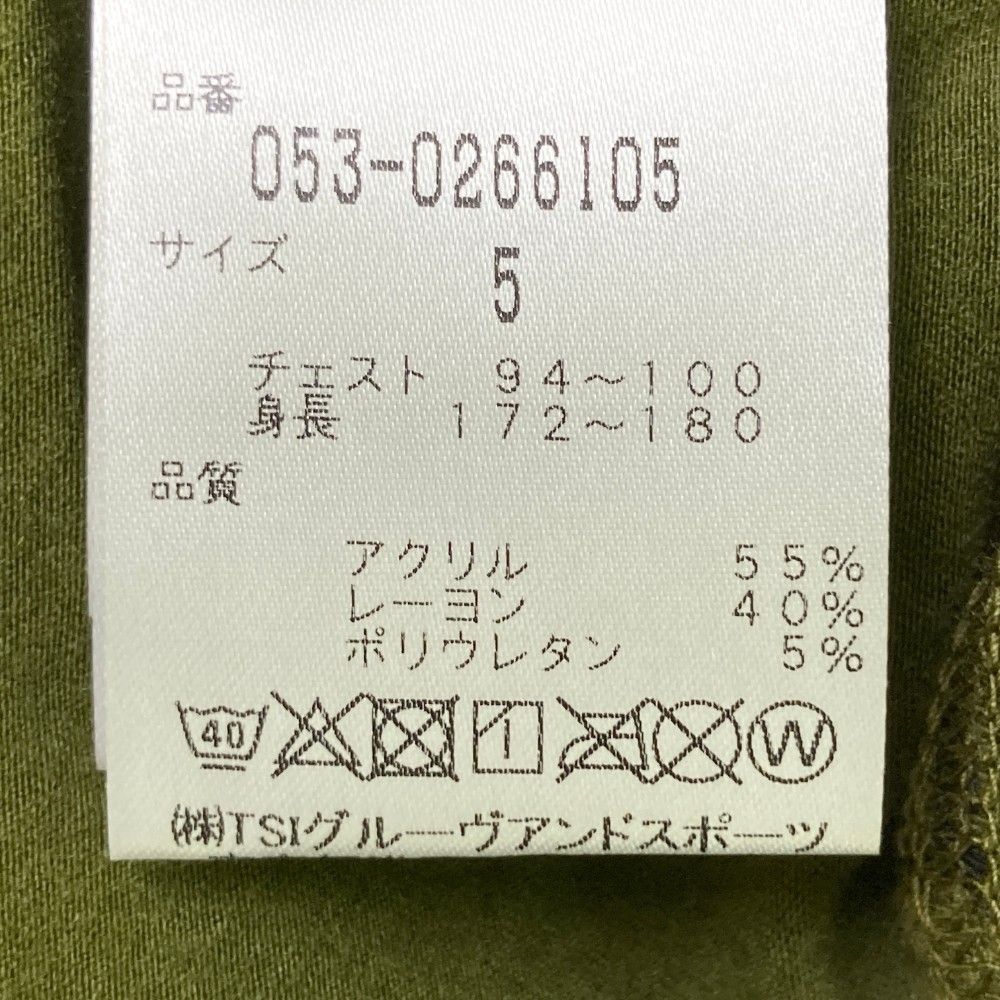 品番
053-0266105
サイズ
5
チェスト 94～100
身長 172～180
品質
アクリル 55%
レーヨン 40%
ポリウレタン 5%
40 1 W
㈱TSIグルーヴアンドスポーツ